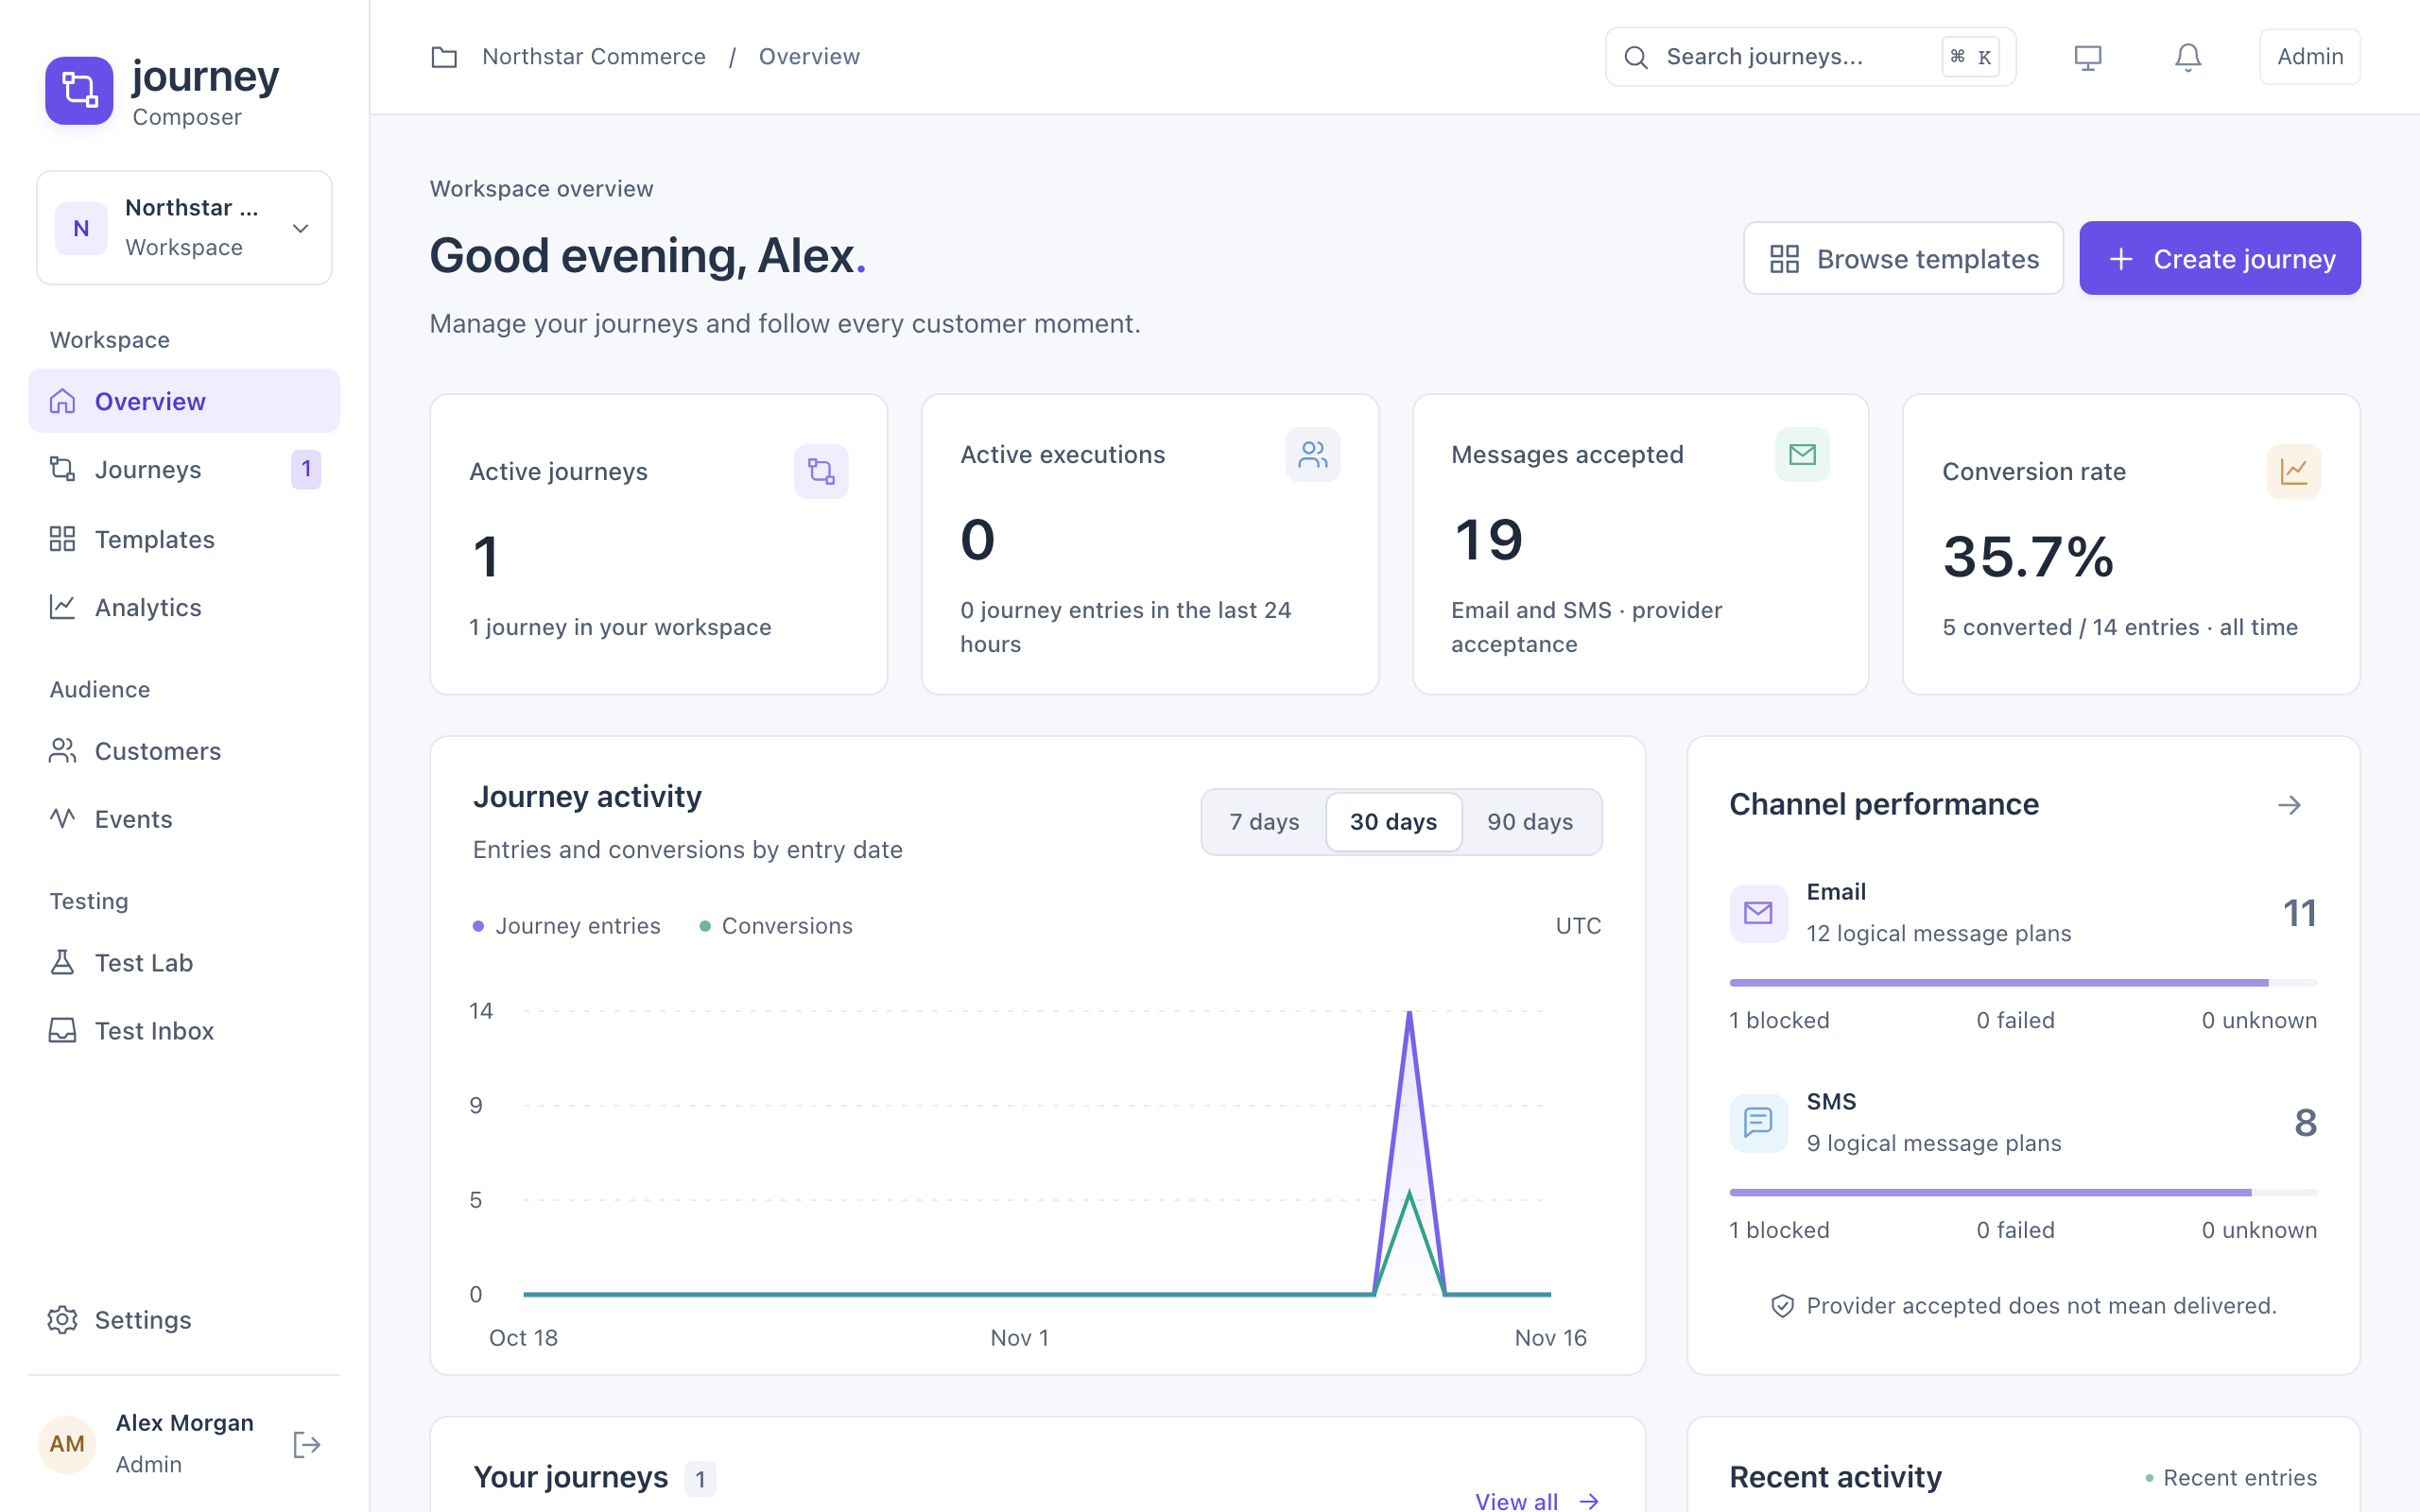 journey
Composer
N
Northstar ...
Workspace
Workspace
Overview
Journeys
1
Templates
Analytics
Audience
Customers
Events
Testing
Test Lab
Test Inbox
Settings
AM
Alex Morgan
Admin
Northstar Commerce / Overview
Search journeys...
⌘ K
Admin
Workspace overview
Good evening, Alex.
Manage your journeys and follow every customer moment.
Browse templates
Create journey
Active journeys
1
1 journey in your workspace
Active executions
0
0 journey entries in the last 24
hours
Messages accepted
19
Email and SMS · provider
acceptance
Conversion rate
35.7%
5 converted / 14 entries · all time
Journey activity
Entries and conversions by entry date
7 days
30 days
90 days
Journey entries
Conversions
UTC
14
9
5
0
Oct 18
Nov 1
Nov 16
Channel performance
Email
12 logical message plans
11
1 blocked
0 failed
0 unknown
SMS
9 logical message plans
8
1 blocked
0 failed
0 unknown
Provider accepted does not mean delivered.
Your journeys
1
View all
Recent activity
Recent entries